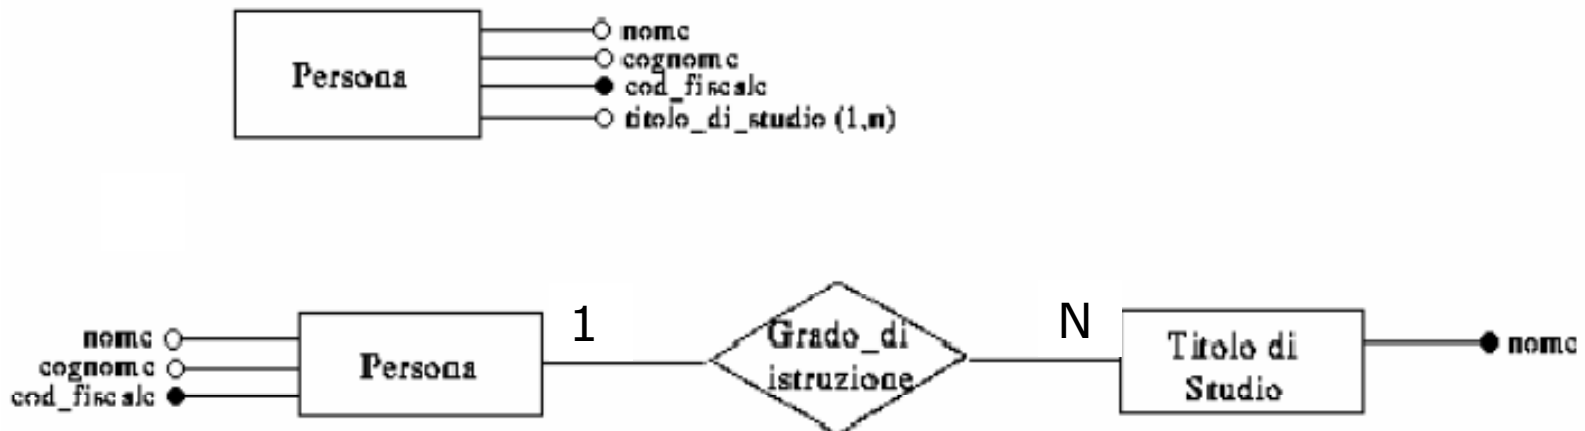 Persona
nome
cognome
cod_fiscale
titolo_di_studio (1,n)
nome
cognome
cod_fiscale
Persona
1
Grado_di
istruzione
N
Titolo di
Studio
nome